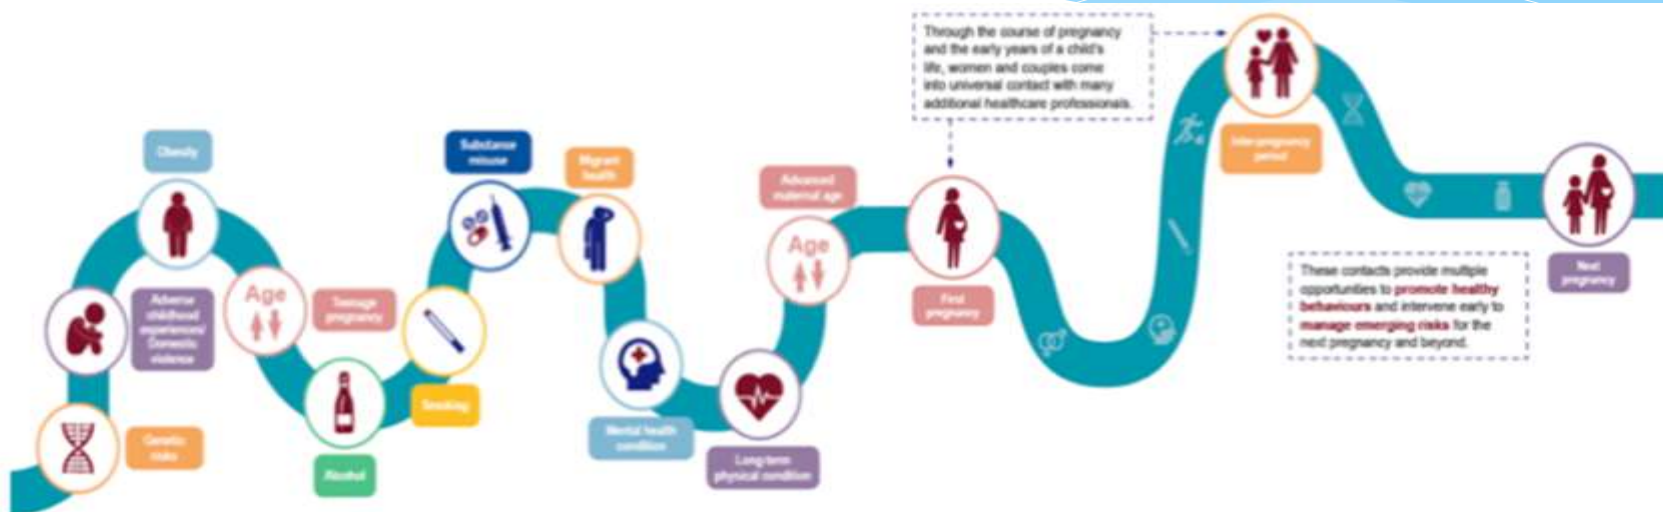 Genetic
risks
Adverse
childhood
experiences/
Domestic
violence
Obesity
Age
Teenage
pregnancy
Alcohol
Smoking
Substance
misuse
Migrant
health
Mental health
condition
Long term
physical condition
Advanced
maternal age
Age
First
pregnancy
Through the course of pregnancy
and the early years of a child's
life, women and couples come
into universal contact with many
additional healthcare professionals.
Inter-pregnancy
period
These contacts provide multiple
opportunities to promote healthy
behaviours and intervene early to
manage emerging risks for the
next pregnancy and beyond.
Next
pregnancy